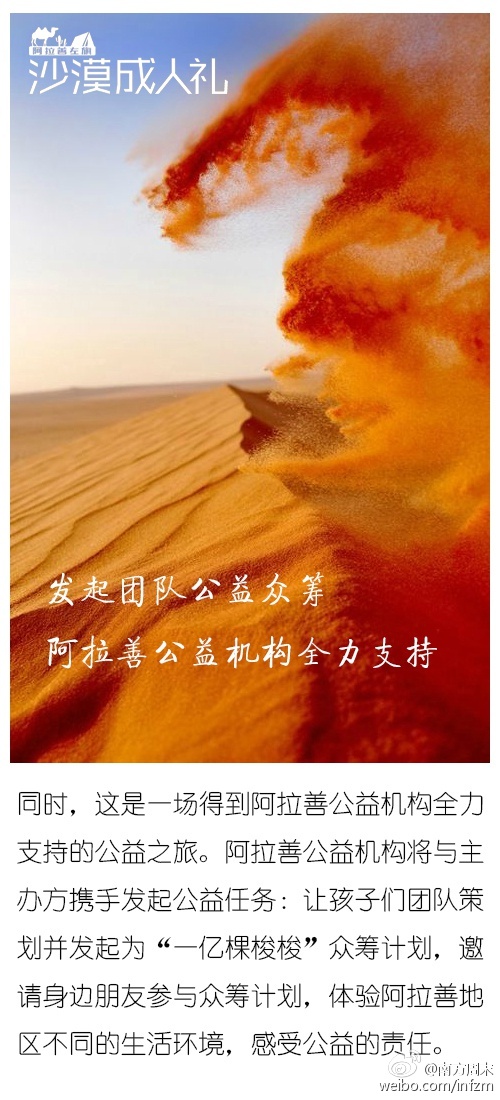 阿拉善左旗
沙漠成人礼
发起团队公益众筹
阿拉善公益机构全力支持
同时，这是一场得到阿拉善公益机构全力
支持的公益之旅。阿拉善公益机构将与主
办方携手发起公益任务：让孩子们团队策
划并发起为“一亿棵梭梭”众筹计划，邀
请身边朋友参与众筹计划，体验阿拉善地
区不同的生活环境，感受公益的责任。
@南方周末
weibo.com/infzm